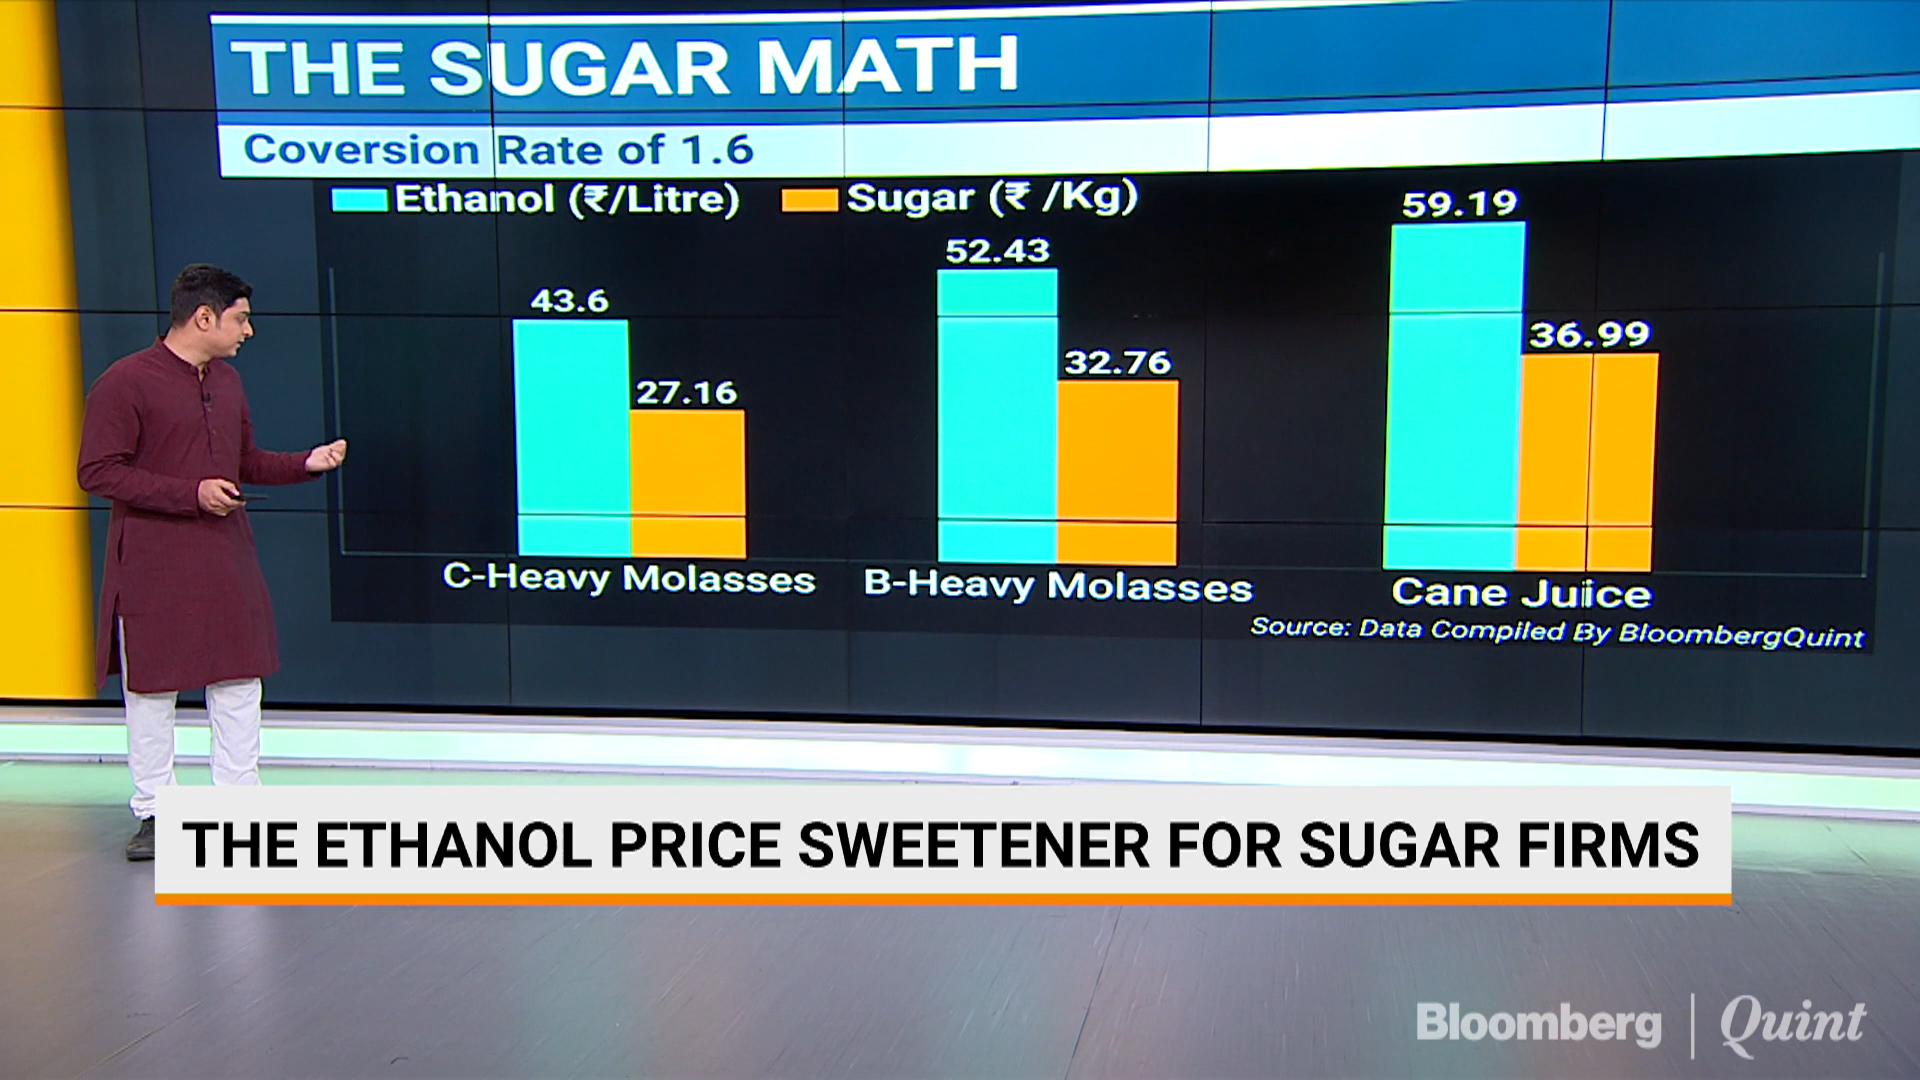 THE SUGAR MATH
Coversion Rate of 1.6
Ethanol (₹/Litre) Sugar (₹ /Kg)
43.6 27.16 52.43 32.76 59.19 36.99
C-Heavy Molasses B-Heavy Molasses Cane Juice
Source: Data Compiled By BloombergQuint
THE ETHANOL PRICE SWEETENER FOR SUGAR FIRMS
Bloomberg | Quint